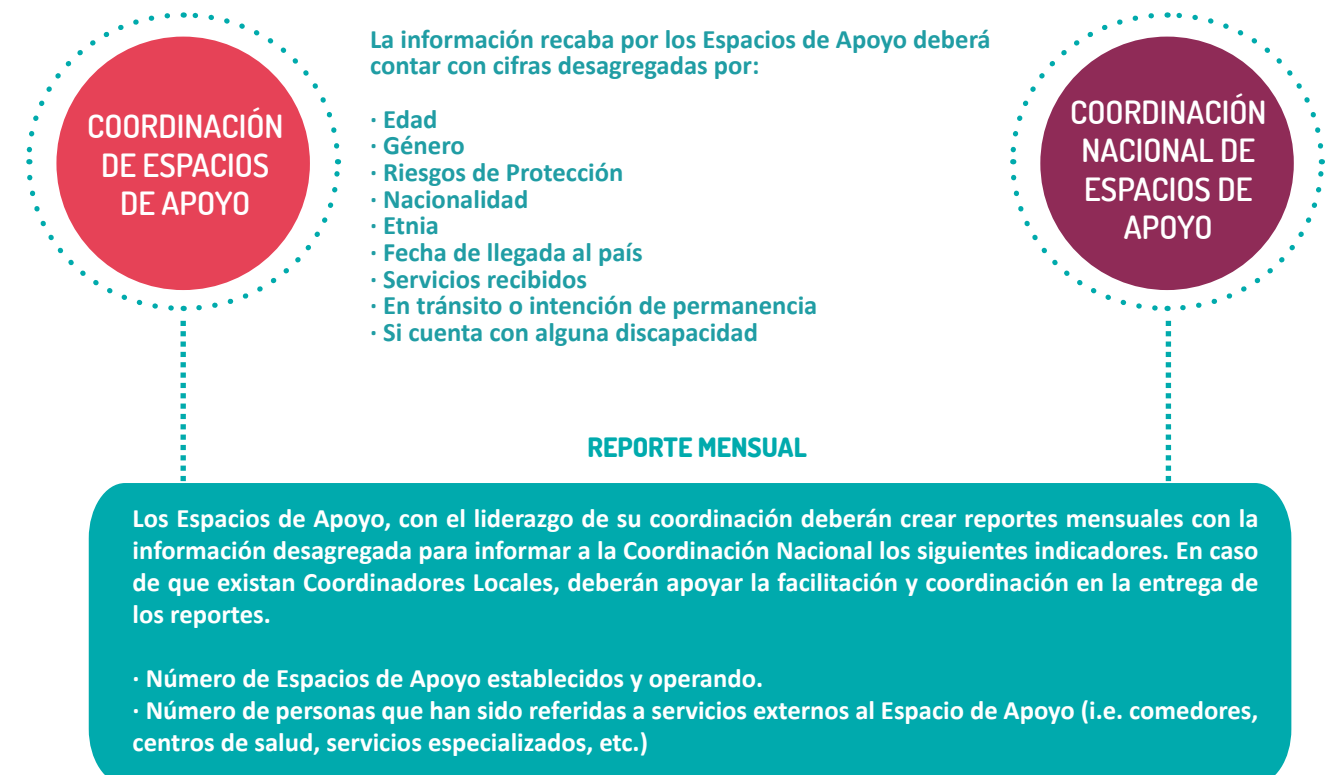 COORDINACIÓN
DE ESPACIOS
DE APOYO
La información recaba por los Espacios de Apoyo deberá
contar con cifras desagregadas por:
· Edad
· Género
· Riesgos de Protección
· Nacionalidad
· Etnia
· Fecha de llegada al país
· Servicios recibidos
· En tránsito o intención de permanencia
· Si cuenta con alguna discapacidad
COORDINACIÓN
NACIONAL DE
ESPACIOS DE
APOYO
REPORTE MENSUAL
Los Espacios de Apoyo, con el liderazgo de su coordinación deberán crear reportes mensuales con la
información desagregada para informar a la Coordinación Nacional los siguientes indicadores. En caso
de que existan Coordinadores Locales, deberán apoyar la facilitación y coordinación en la entrega de
los reportes.
· Número de Espacios de Apoyo establecidos y operando.
· Número de personas que han sido referidas a servicios externos al Espacio de Apoyo (i.e. comedores,
centros de salud, servicios especializados, etc.)